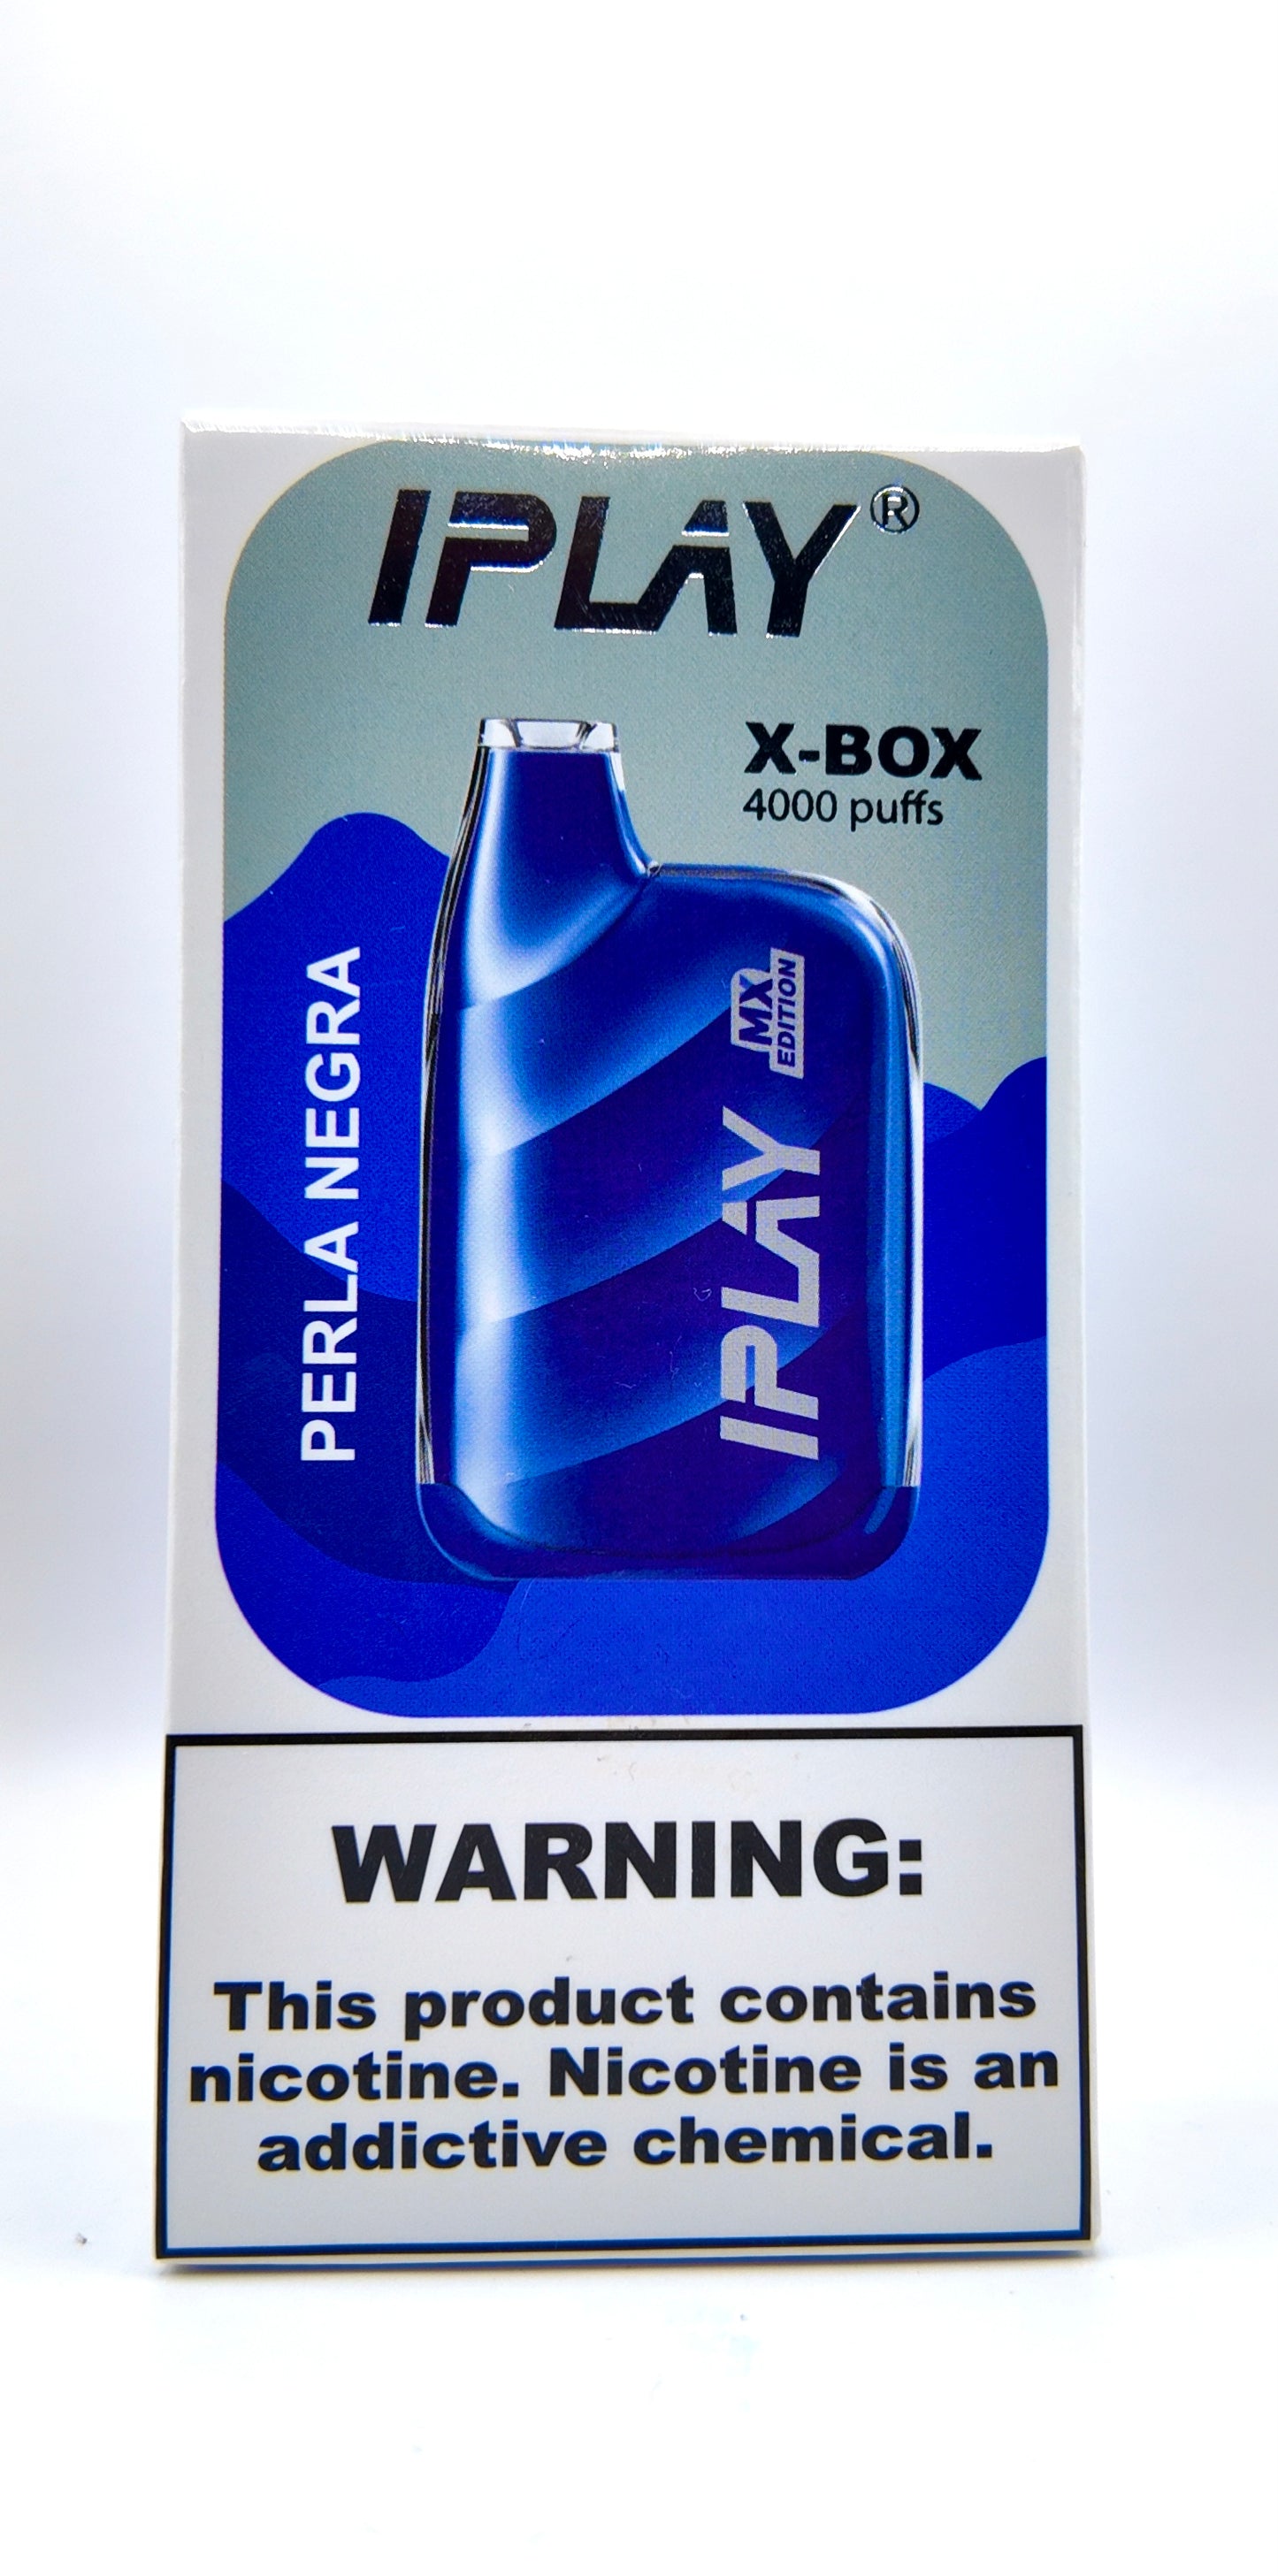 IPLAY®
X-BOX
4000 puffs
PERLA NEGRA
MX
EDITION
IPLAY
WARNING:
This product contains
nicotine. Nicotine is an
addictive chemical.